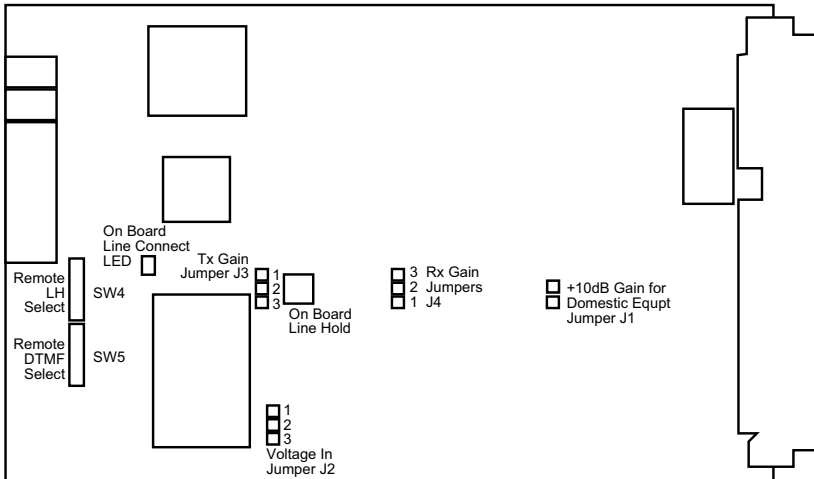 On Board
Line Connect
LED
Tx Gain
Jumper J3
1
2
3
On Board
Line Hold
3 Rx Gain
2 Jumpers
1 J4
+10dB Gain for
Domestic Equpt
Jumper J1
Remote
LH
Select
SW4
Remote
DTMF
Select
SW5
1
2
3
Voltage In
Jumper J2